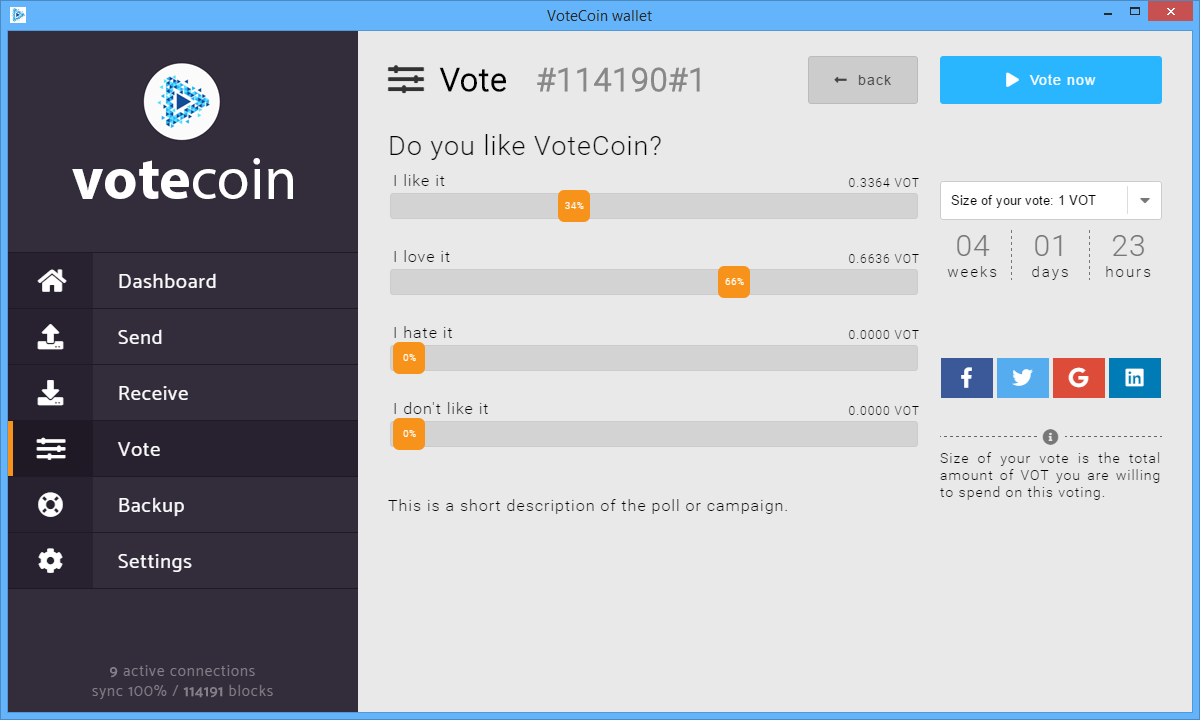 VoteCoin wallet
votecoin
Dashboard
Send
Receive
Vote
Backup
Settings
9 active connections
sync 100% / 114191 blocks
Vote #114190#1
back
Vote now
Do you like VoteCoin?
I like it 0.3364 VOT
34%
I love it 0.6636 VOT
66%
I hate it 0.0000 VOT
0%
I don't like it 0.0000 VOT
0%
This is a short description of the poll or campaign.
Size of your vote: 1 VOT
04 01 23
weeks days hours
Size of your vote is the total
amount of VOT you are willing
to spend on this voting.